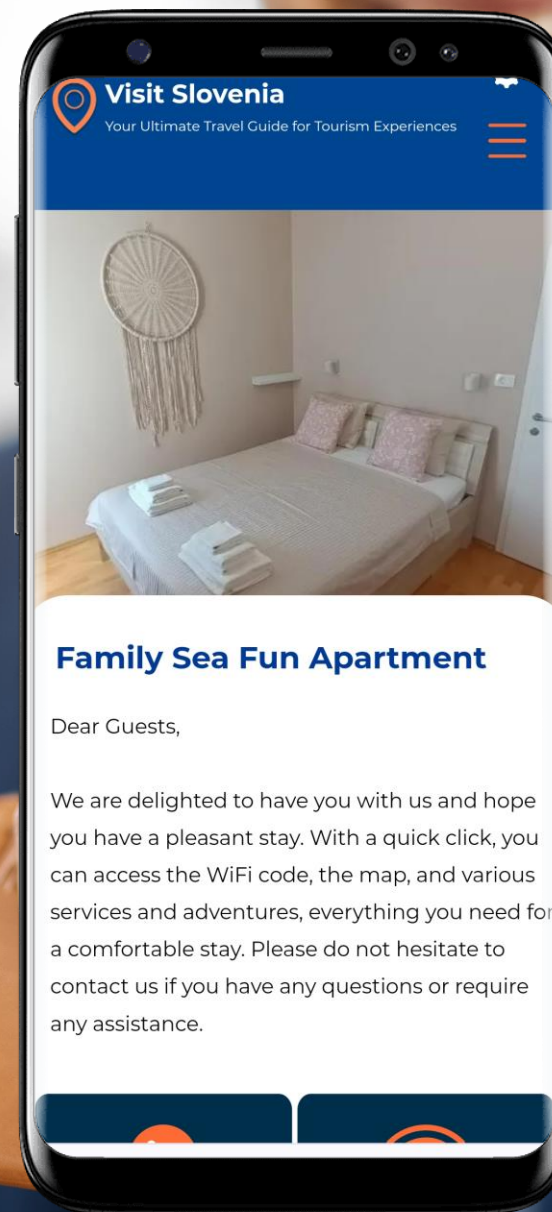 Visit Slovenia
Your Ultimate Travel Guide for Tourism Experiences
Family Sea Fun Apartment
Dear Guests,
We are delighted to have you with us and hope
you have a pleasant stay. With a quick click, you
can access the WiFi code, the map, and various
services and adventures, everything you need for
a comfortable stay. Please do not hesitate to
contact us if you have any questions or require
any assistance.